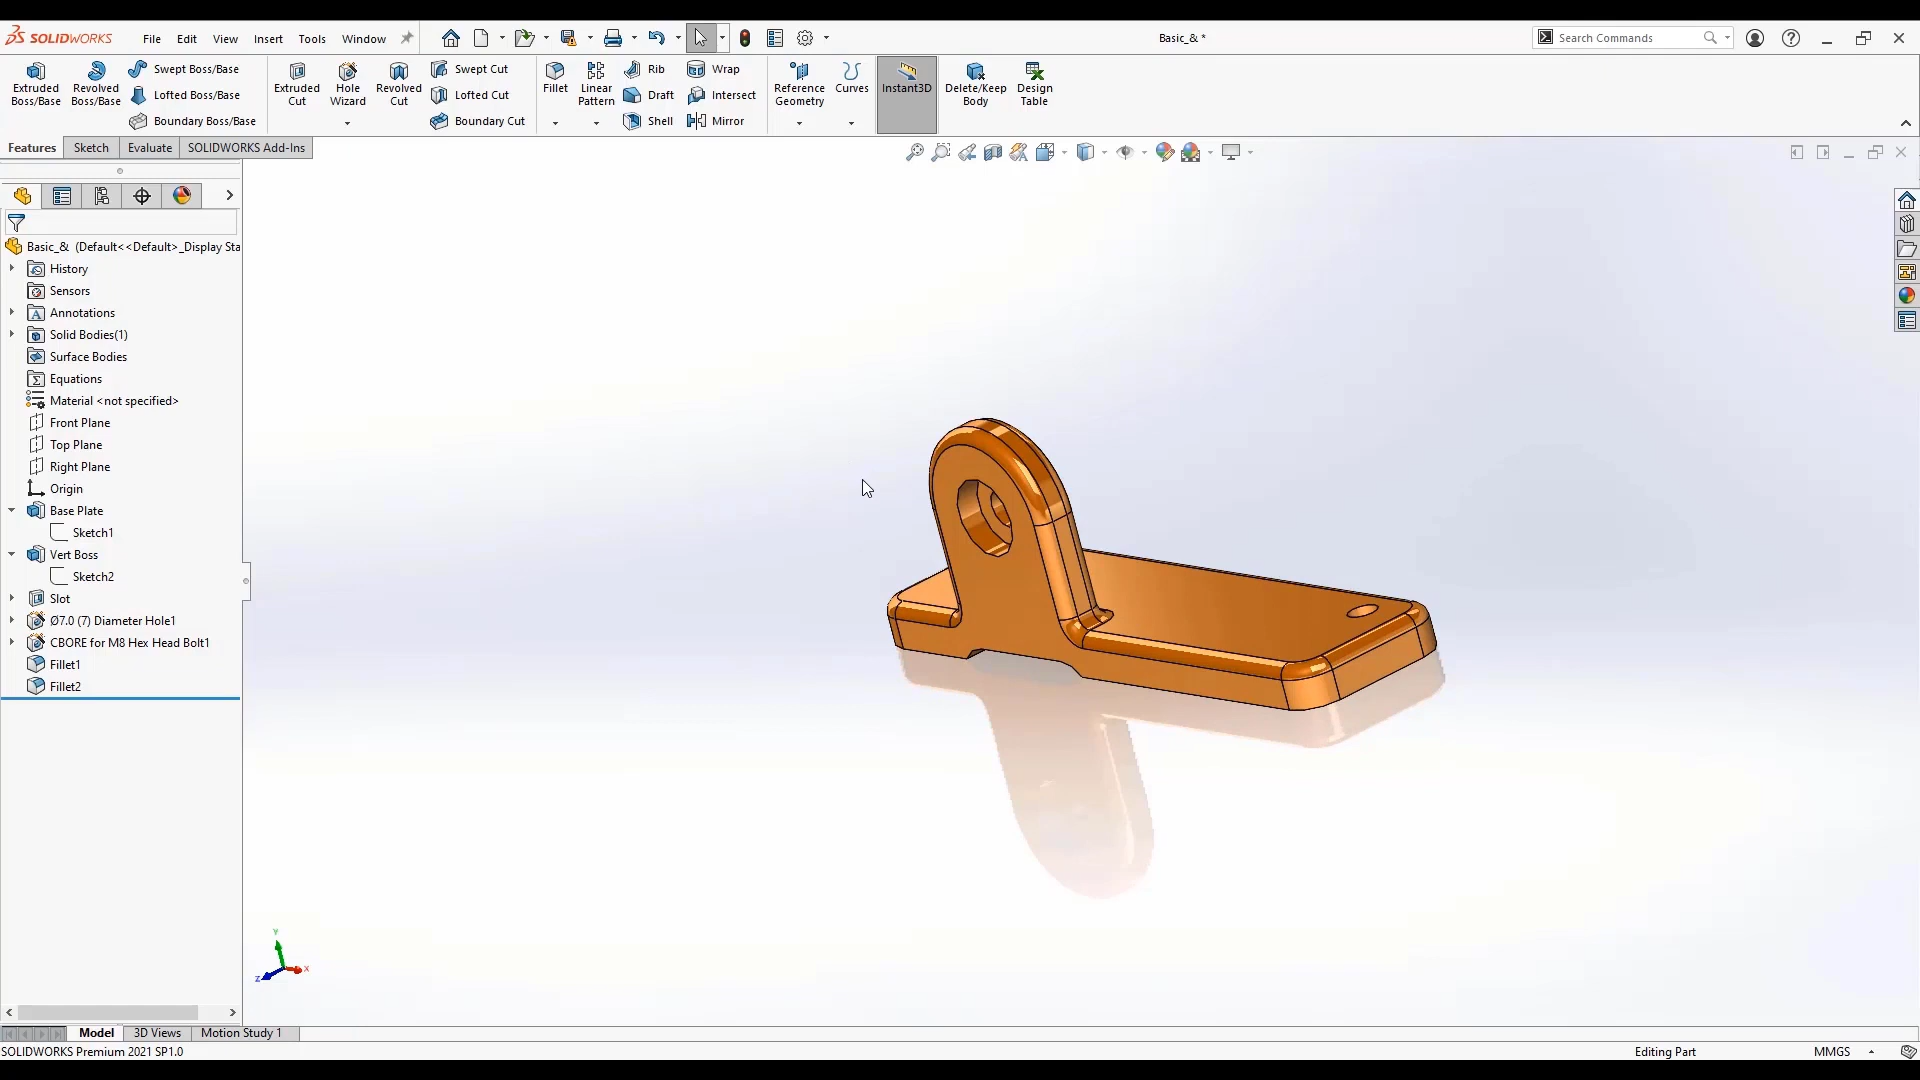 SOLIDWORKS File Edit View Insert Tools Window Basic_& * Search Commands
Extruded Boss/Base
Revolved Boss/Base
Swept Boss/Base
Lofted Boss/Base
Boundary Boss/Base
Extruded Cut
Hole Wizard
Revolved Cut
Swept Cut
Lofted Cut
Boundary Cut
Fillet
Linear Pattern
Rib
Draft
Shell
Wrap
Intersect
Mirror
Reference Geometry
Curves
Instant3D
Delete/Keep Body
Design Table
Features Sketch Evaluate SOLIDWORKS Add-Ins
Basic_& (Default<<Default>_Display Sta
History
Sensors
Annotations
Solid Bodies(1)
Surface Bodies
Equations
Material <not specified>
Front Plane
Top Plane
Right Plane
Origin
Base Plate
Sketch1
Vert Boss
Sketch2
Slot
Ø7.0 (7) Diameter Hole1
CBORE for M8 Hex Head Bolt1
Fillet1
Fillet2
Y
Z X
Model 3D Views Motion Study 1
SOLIDWORKS Premium 2021 SP1.0 Editing Part MMGS